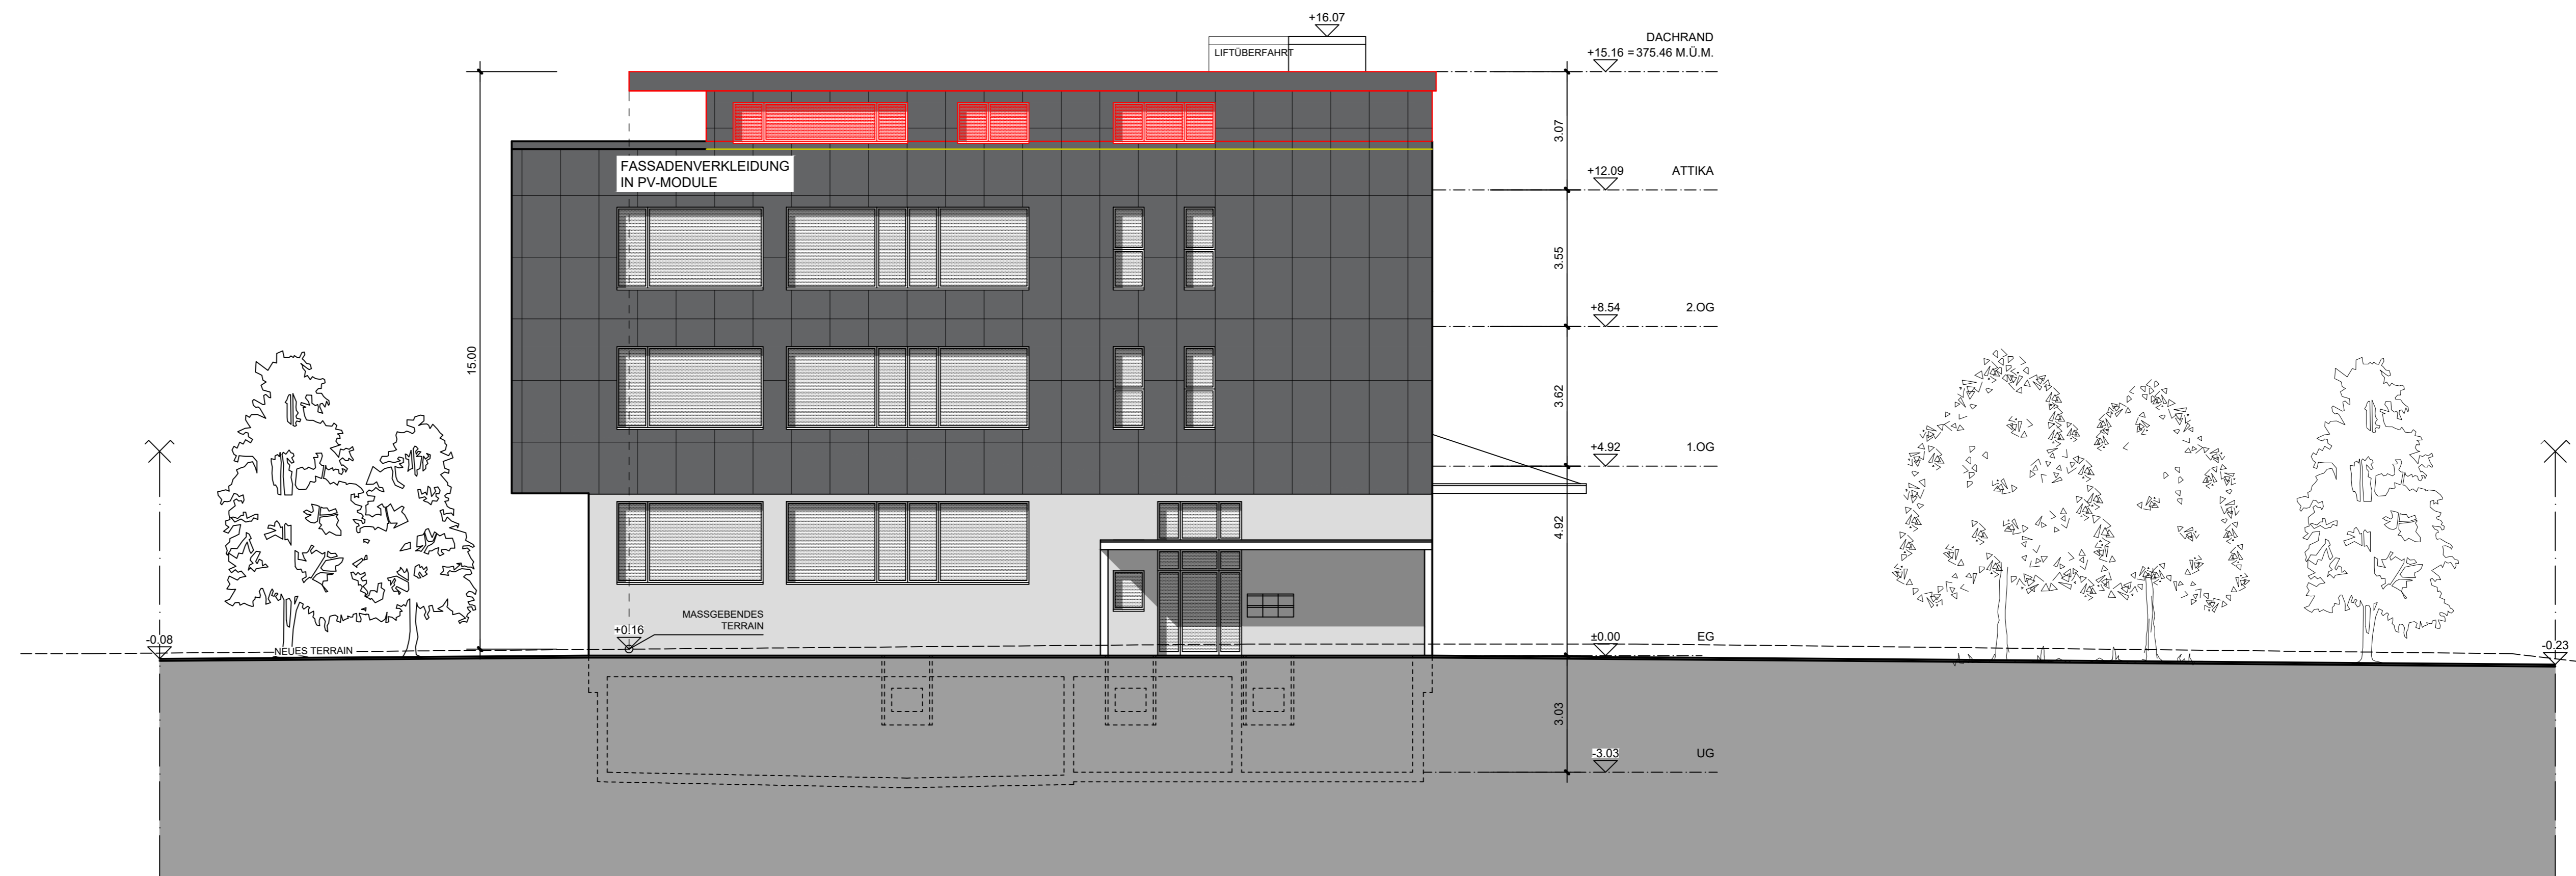 +16.07
LIFTÜBERFAHRT
DACHRAND
+15.16 = 375.46 M.Ü.M.
3.07
FASSADENVERKLEIDUNG
IN PV-MODULE
+12.09 ATTIKA
3.55
+8.54 2.OG
15.00
3.62
+4.92 1.OG
4.92
MASSGEBENDES
TERRAIN
+0.16
-0.08
NEUES TERRAIN
±0.00 EG
-0.23
3.03
-3.03 UG